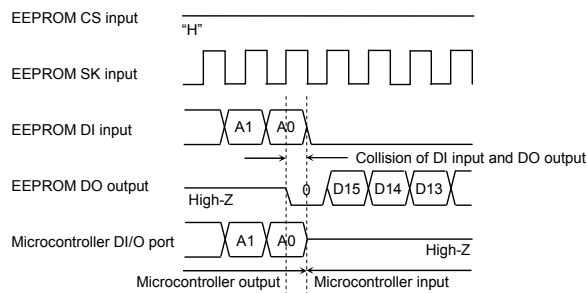 EEPROM CS input
“H”
EEPROM SK input
EEPROM DI input
A1 A0
Collision of DI input and DO output
EEPROM DO output
High-Z
0 D15 D14 D13
Microcontroller DI/O port
A1 A0
High-Z
Microcontroller output Microcontroller input